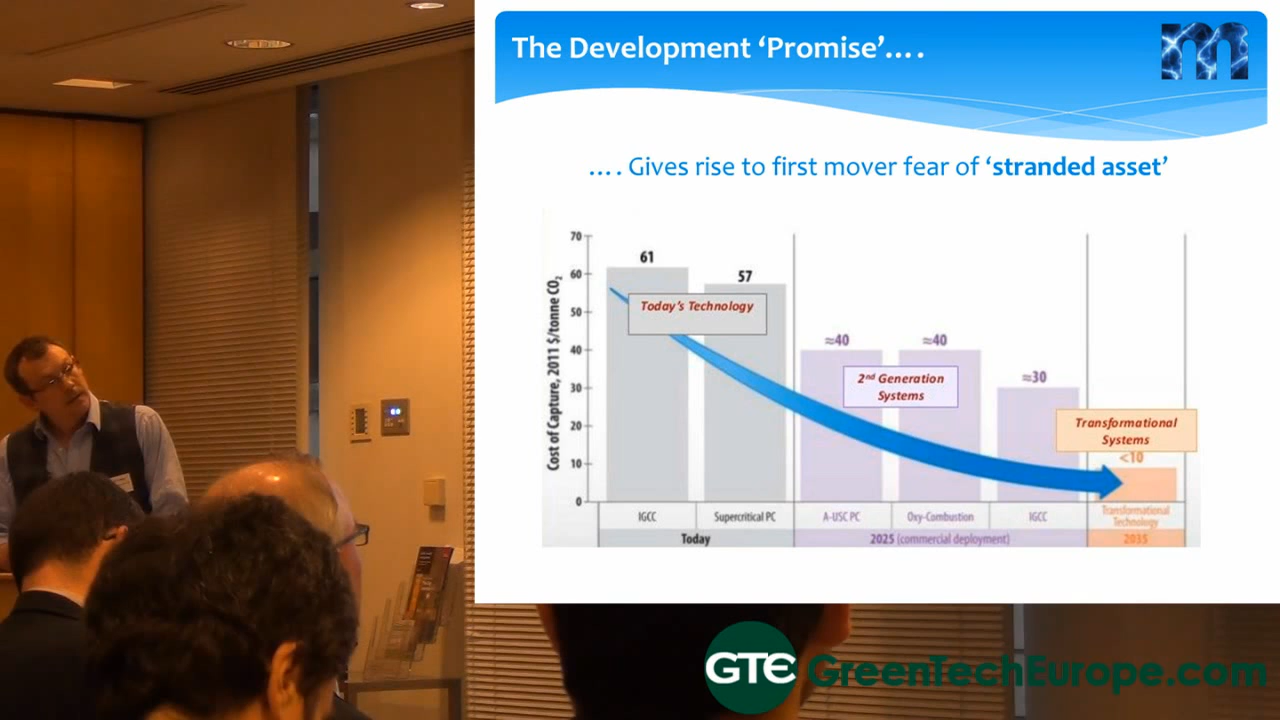 The Development ‘Promise’….
m
…. Gives rise to first mover fear of ‘stranded asset’
Cost of Capture, 2011 $/tonne CO₂
70
60
50
40
30
20
10
0
61
57
≈40
≈40
≈30
<10
Today's Technology
2nd Generation
Systems
Transformational
Systems
IGCC
Supercritical PC
A-USC PC
Oxy-Combustion
IGCC
Transformational
Technology
Today
2025 (commercial deployment)
2035
GTE GreenTechEurope.com